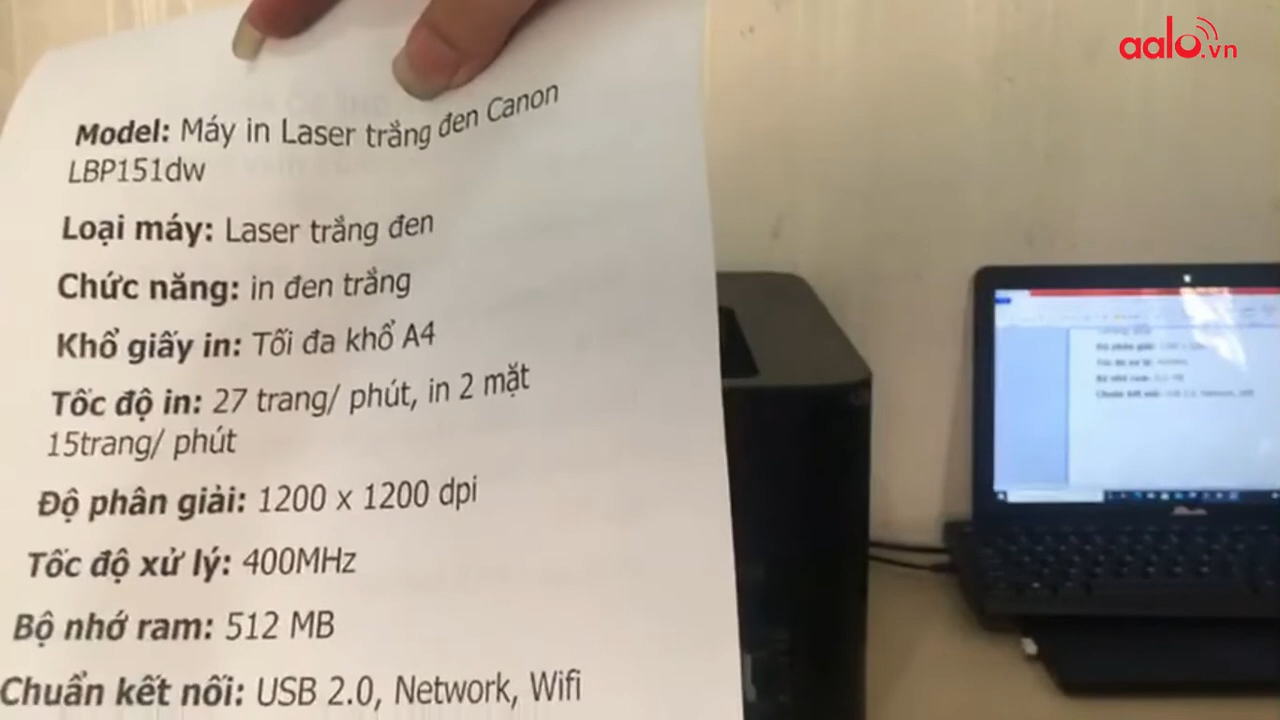 aalo.vn
Model: Máy in Laser trắng đen Canon
LBP151dw
Loại máy: Laser trắng đen
Chức năng: in đen trắng
Khổ giấy in: Tối đa khổ A4
Tốc độ in: 27 trang/ phút, in 2 mặt
15trang/ phút
Độ phân giải: 1200 x 1200 dpi
Tốc độ xử lý: 400MHz
Bộ nhớ ram: 512 MB
Chuẩn kết nối: USB 2.0, Network, Wifi